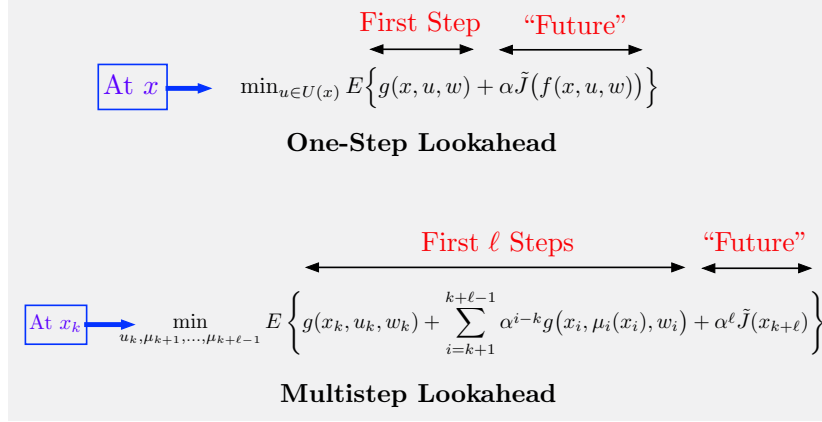 First Step “Future”
At x min_{u∈U(x)} E{g(x, u, w) + αJ̃(f(x, u, w))}
One-Step Lookahead
First ℓ Steps “Future”
At x_k min_{u_k,μ_{k+1},...,μ_{k+ℓ−1}} E{g(x_k, u_k, w_k) + ∑_{i=k+1}^{k+ℓ−1} α^{i−k} g(x_i, μ_i(x_i), w_i) + α^ℓ J̃(x_{k+ℓ})}
Multistep Lookahead